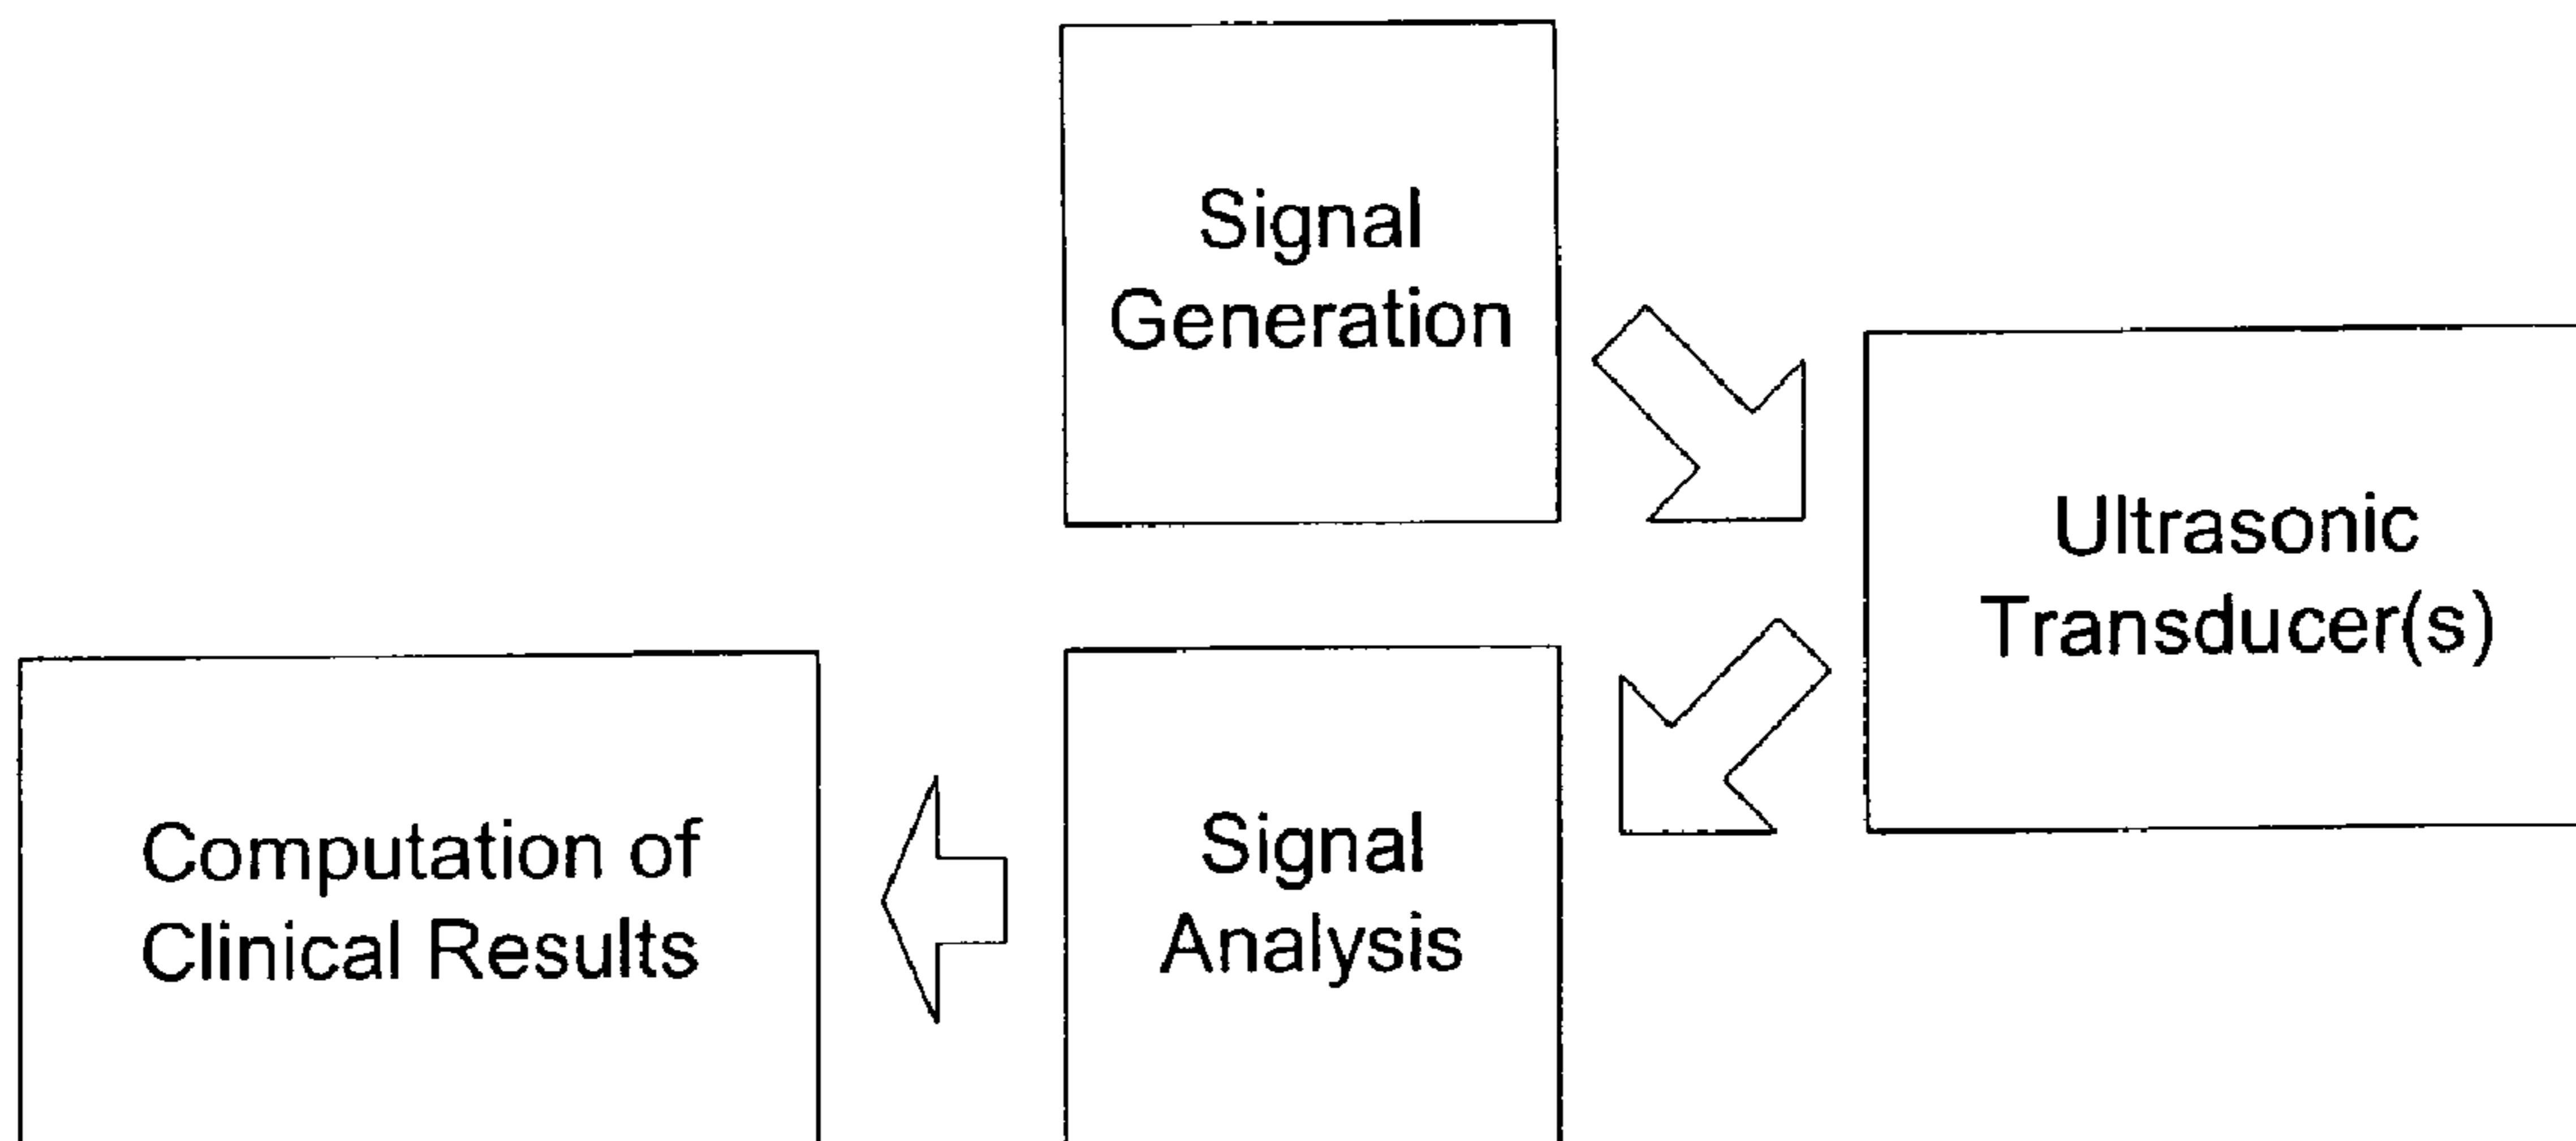 Signal
Generation
Ultrasonic
Transducer(s)
Signal
Analysis
Computation of
Clinical Results